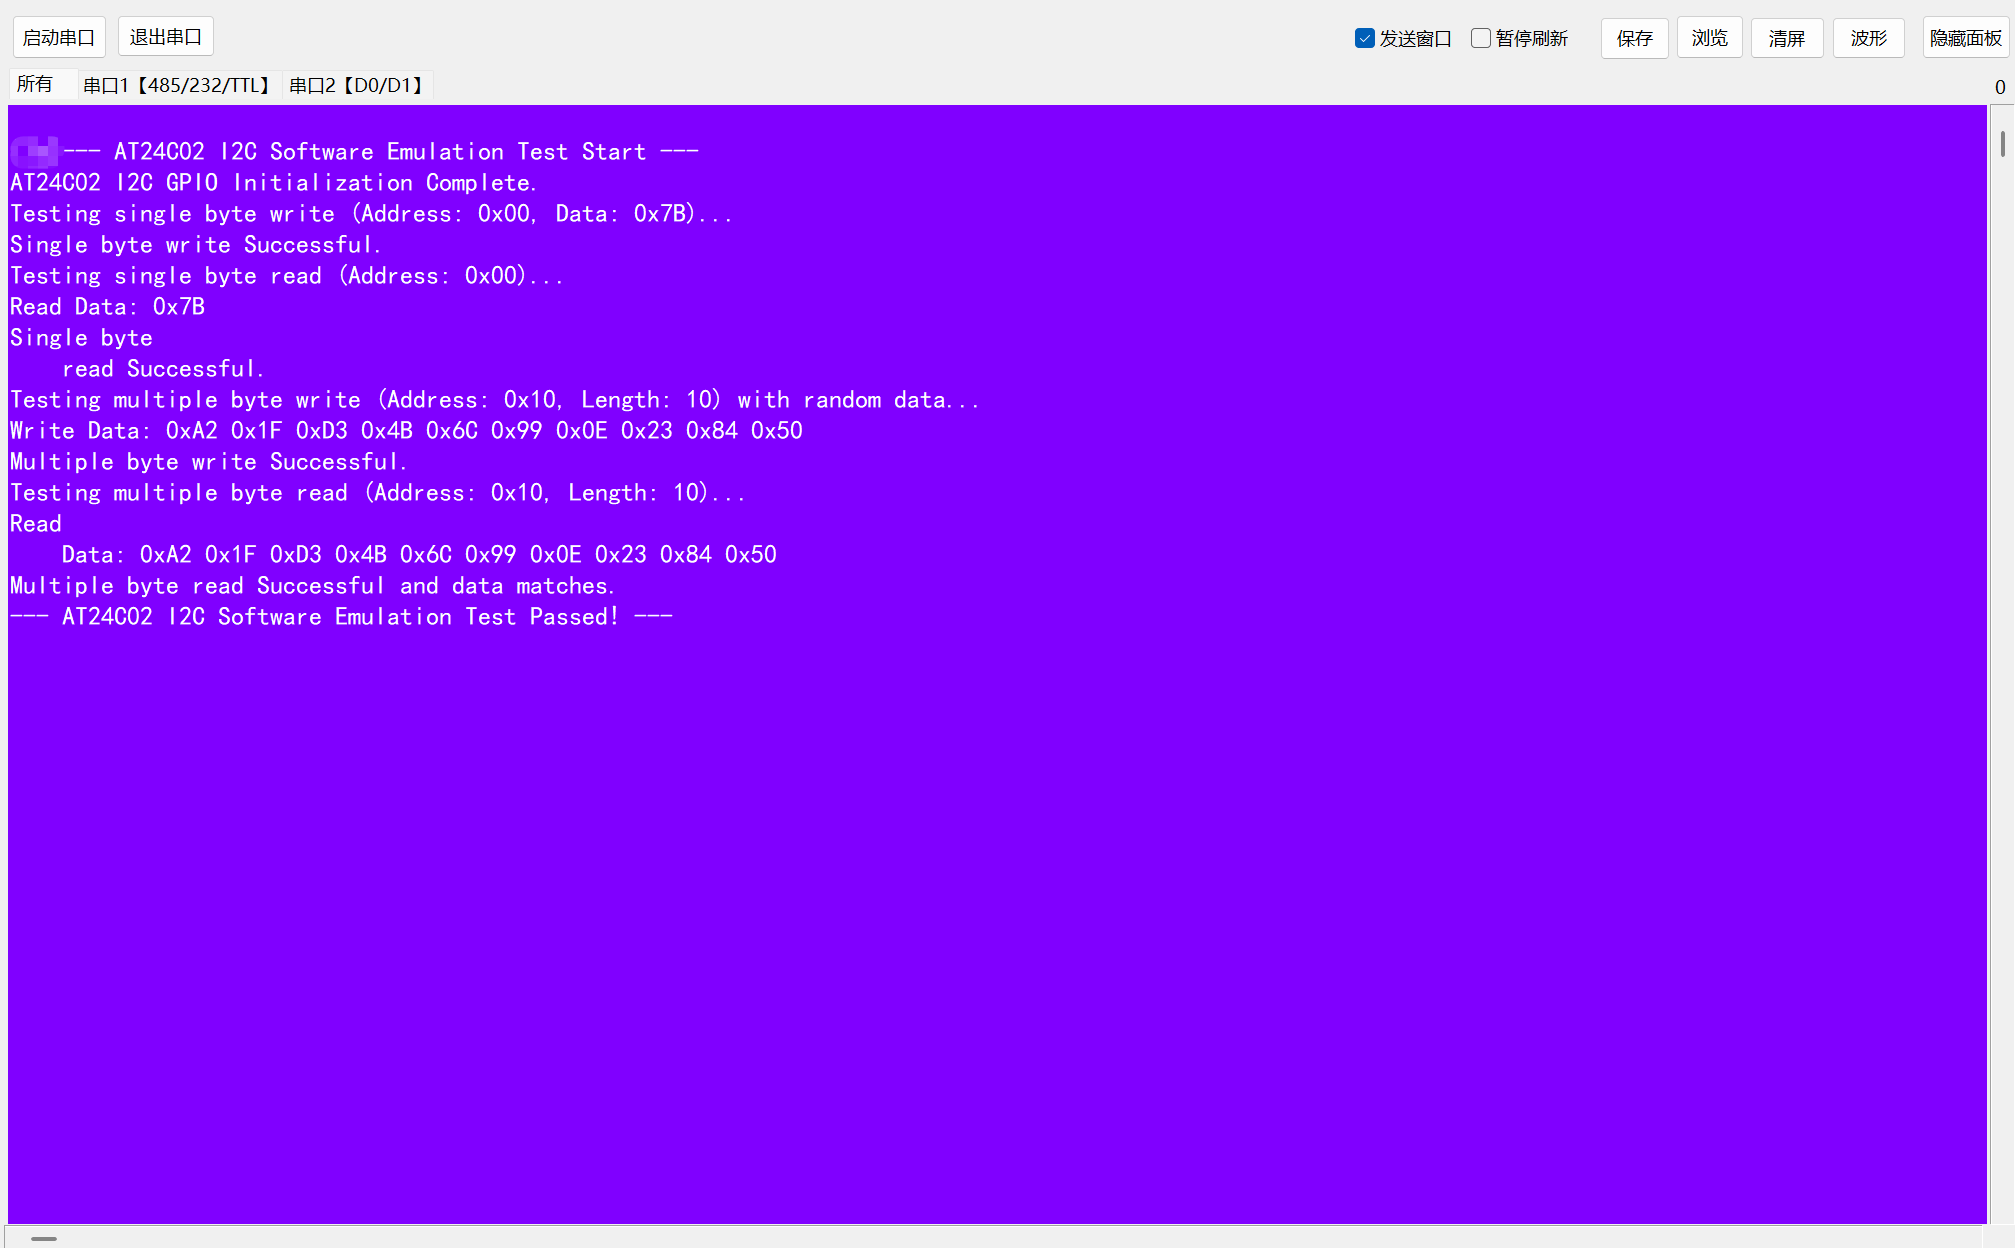 启动串口 退出串口 发送窗口 暂停刷新 保存 浏览 清屏 波形 隐藏面板
所有 串口1【485/232/TTL】 串口2【D0/D1】 0
--- AT24C02 I2C Software Emulation Test Start ---
AT24C02 I2C GPIO Initialization Complete.
Testing single byte write (Address: 0x00, Data: 0x7B)...
Single byte write Successful.
Testing single byte read (Address: 0x00)...
Read Data: 0x7B
Single byte
read Successful.
Testing multiple byte write (Address: 0x10, Length: 10) with random data...
Write Data: 0xA2 0x1F 0xD3 0x4B 0x6C 0x99 0x0E 0x23 0x84 0x50
Multiple byte write Successful.
Testing multiple byte read (Address: 0x10, Length: 10)...
Read
Data: 0xA2 0x1F 0xD3 0x4B 0x6C 0x99 0x0E 0x23 0x84 0x50
Multiple byte read Successful and data matches.
--- AT24C02 I2C Software Emulation Test Passed! ---